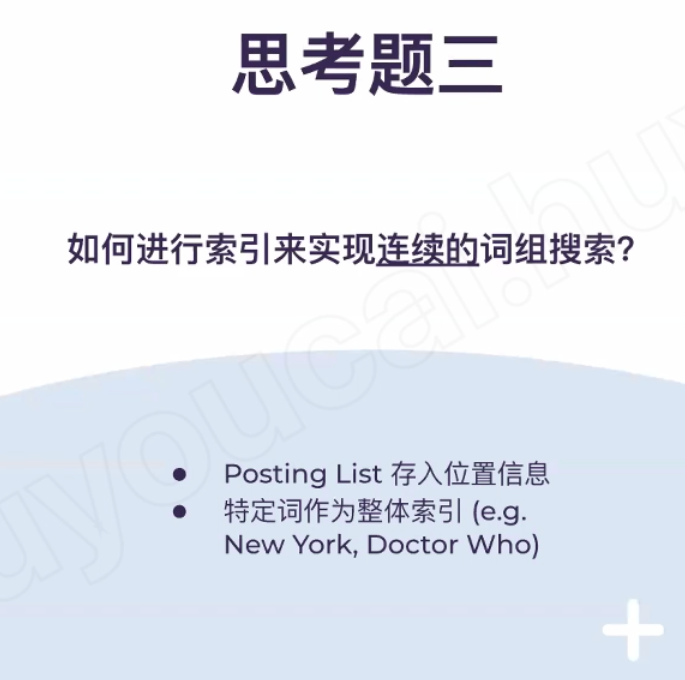 思考题三
如何进行索引来实现连续的词组搜索?
● Posting List 存入位置信息
● 特定词作为整体索引 (e.g.
New York, Doctor Who)